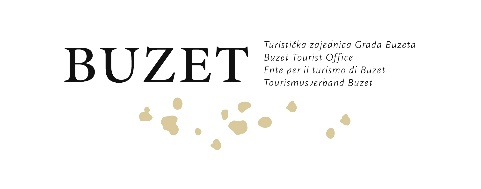 BUZET
Turistička zajednica Grada Buzeta
Buzet Tourist Office
Ente per il turismo di Buzet
Tourismusverband Buzet